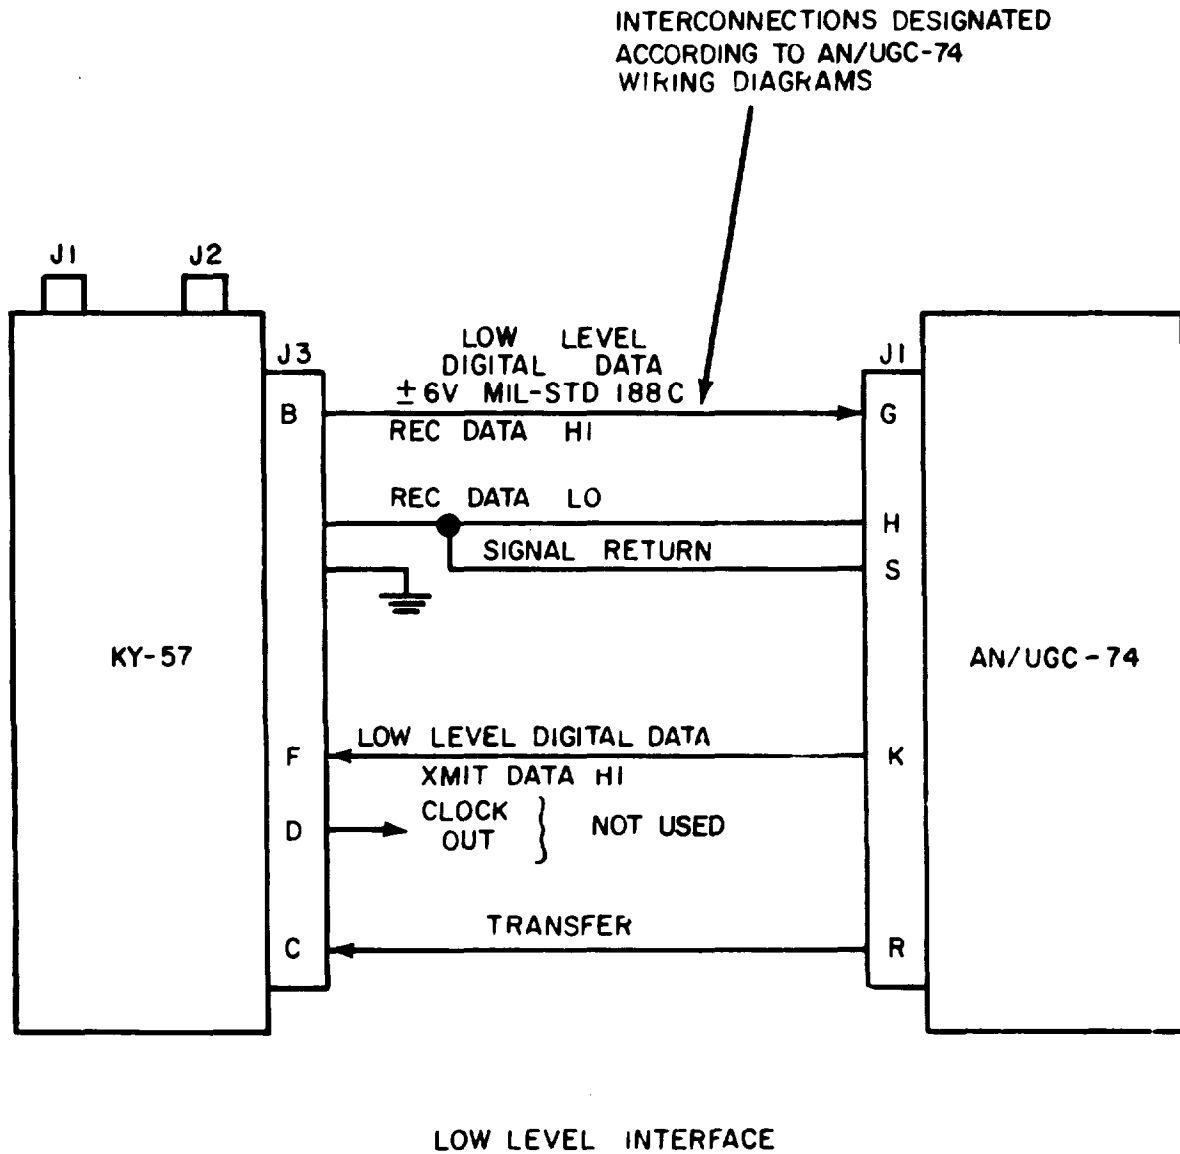 INTERCONNECTIONS DESIGNATED
ACCORDING TO AN/UGC-74
WIRING DIAGRAMS
J1
J2
LOW LEVEL
DIGITAL DATA
±6V MIL-STD 188C
J3
J1
B
G
REC DATA HI
REC DATA LO
H
SIGNAL RETURN
S
KY-57
AN/UGC-74
LOW LEVEL DIGITAL DATA
F
K
XMIT DATA HI
CLOCK
OUT
D
NOT USED
TRANSFER
C
R
LOW LEVEL INTERFACE